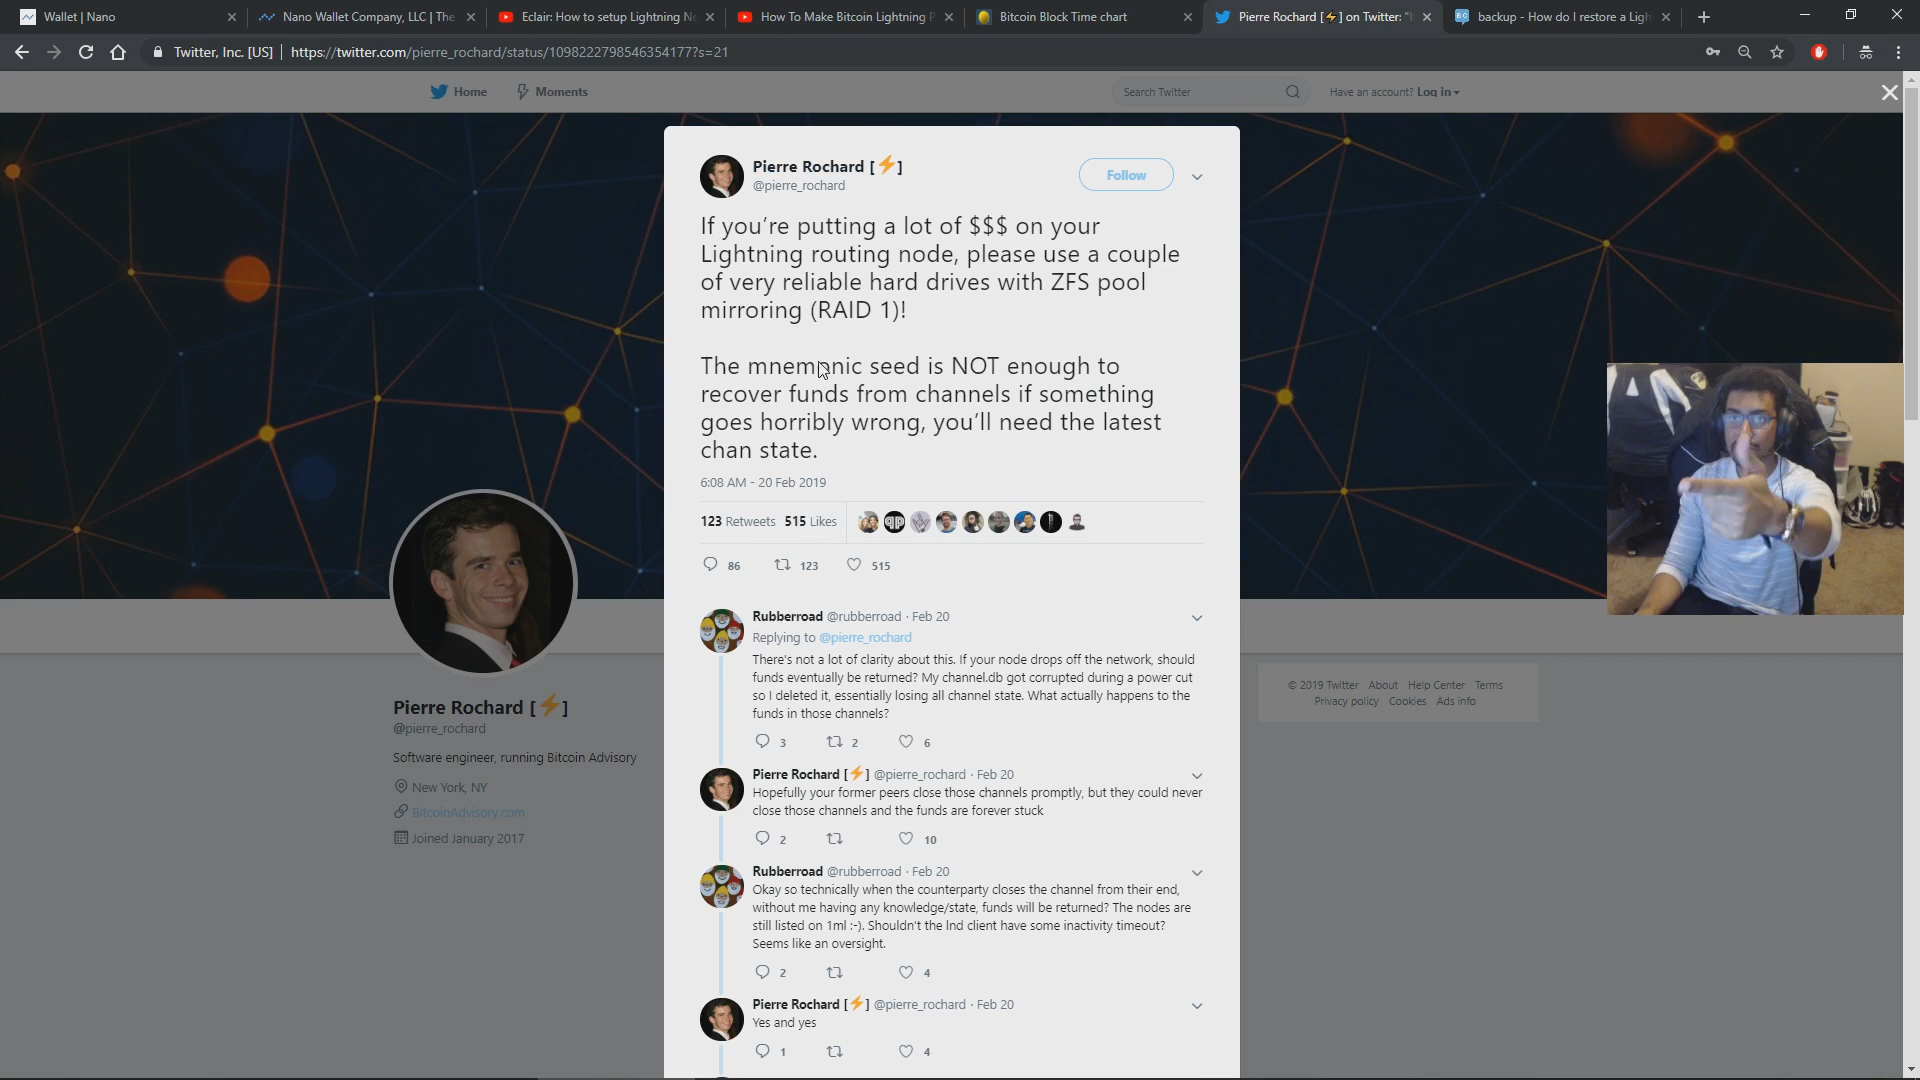 Wallet | Nano
Nano Wallet Company, LLC | The
Eclair: How to setup Lightning Ne
How To Make Bitcoin Lightning P
Bitcoin Block Time chart
Pierre Rochard [⚡] on Twitter: "I
backup - How do I restore a Ligh
Twitter, Inc. [US] | https://twitter.com/pierre_rochard/status/1098222798546354177?s=21
Home
Moments
Search Twitter
Have an account? Log in
Pierre Rochard [⚡]
@pierre_rochard
Follow
If you're putting a lot of $$$ on your
Lightning routing node, please use a couple
of very reliable hard drives with ZFS pool
mirroring (RAID 1)!
The mnemonic seed is NOT enough to
recover funds from channels if something
goes horribly wrong, you'll need the latest
chan state.
6:08 AM - 20 Feb 2019
123 Retweets 515 Likes
86 123 515
Rubberroad @rubberroad · Feb 20
Replying to @pierre_rochard
There's not a lot of clarity about this. If your node drops off the network, should
funds eventually be returned? My channel.db got corrupted during a power cut
so I deleted it, essentially losing all channel state. What actually happens to the
funds in those channels?
3 2 6
Pierre Rochard [⚡] @pierre_rochard · Feb 20
Hopefully your former peers close those channels promptly, but they could never
close those channels and the funds are forever stuck
2 10
Rubberroad @rubberroad · Feb 20
Okay so technically when the counterparty closes the channel from their end,
without me having any knowledge/state, funds will be returned? The nodes are
still listed on 1ml :-). Shouldn't the lnd client have some inactivity timeout?
Seems like an oversight.
2 4
Pierre Rochard [⚡] @pierre_rochard · Feb 20
Yes and yes
1 4
Pierre Rochard [⚡]
@pierre_rochard
Software engineer, running Bitcoin Advisory
New York, NY
BitcoinAdvisory.com
Joined January 2017
© 2019 Twitter About Help Center Terms
Privacy policy Cookies Ads info